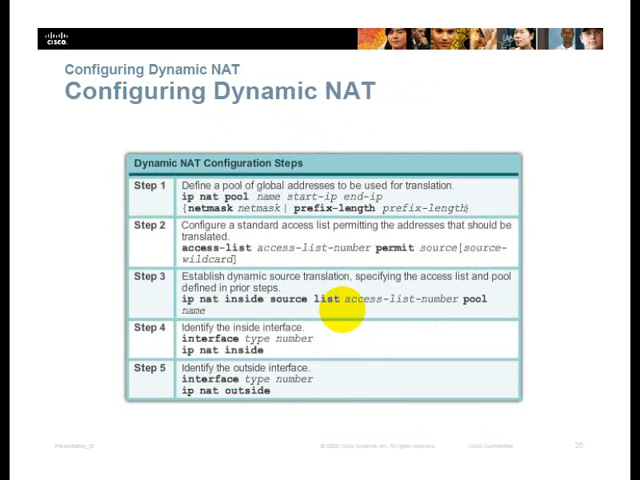 CISCO
Configuring Dynamic NAT
Configuring Dynamic NAT
Dynamic NAT Configuration Steps
Step 1
Define a pool of global addresses to be used for translation.
ip nat pool name start-ip end-ip
{netmask netmask | prefix-length prefix-length}
Step 2
Configure a standard access list permitting the addresses that should be
translated.
access-list access-list-number permit source[source-
wildcard]
Step 3
Establish dynamic source translation, specifying the access list and pool
defined in prior steps.
ip nat inside source list access-list-number pool
name
Step 4
Identify the inside interface.
interface type number
ip nat inside
Step 5
Identify the outside interface.
interface type number
ip nat outside
Presentation_ID
Cisco Systems, Inc. All rights reserved.
Cisco Confidential
26